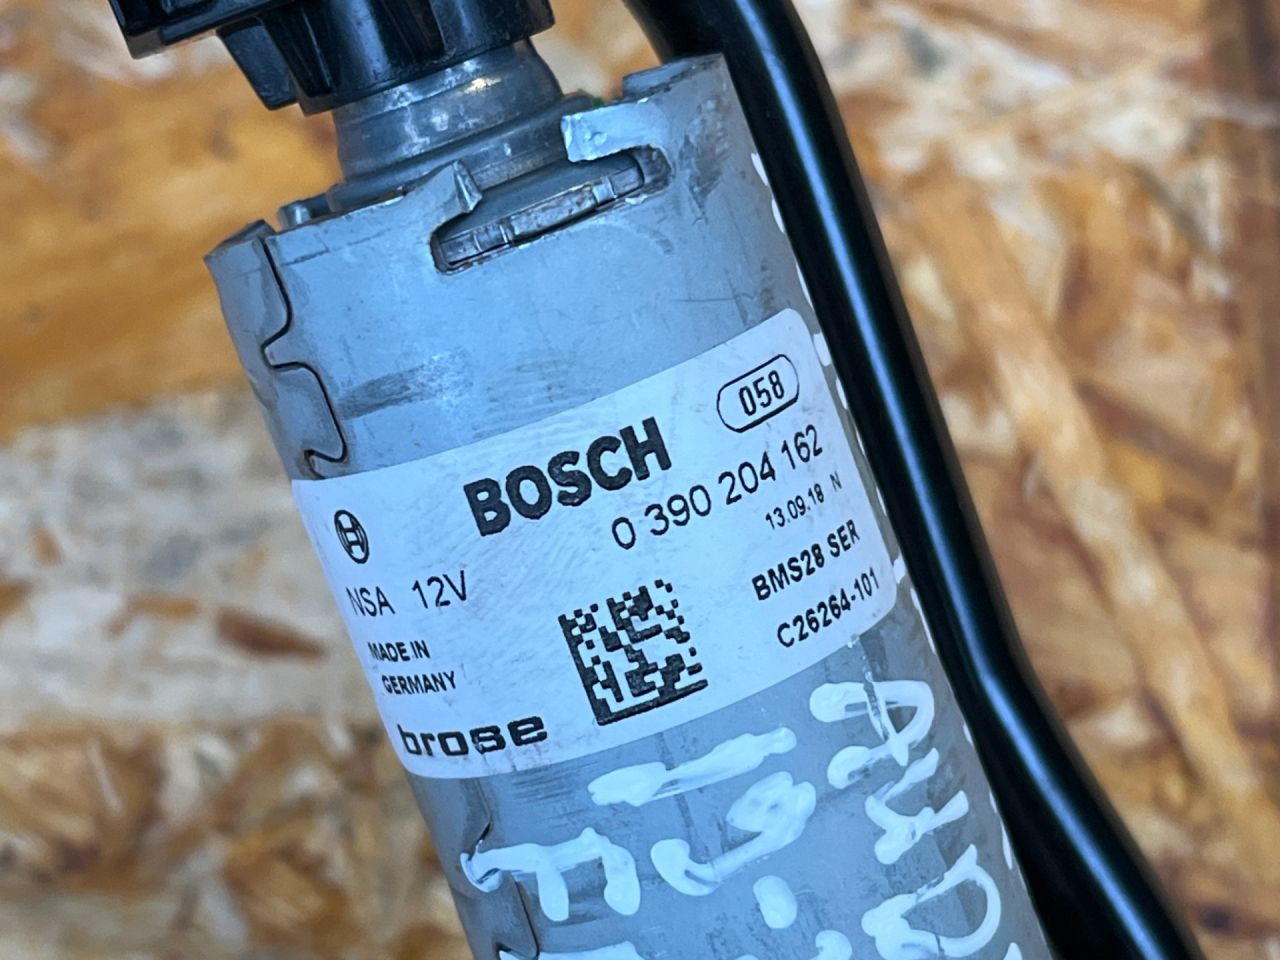 058
BOSCH
0 390 204 162
13.09.18 N
NSA 12V
BMS28 SER
MADE IN
GERMANY
C26264-101
brose
AUD